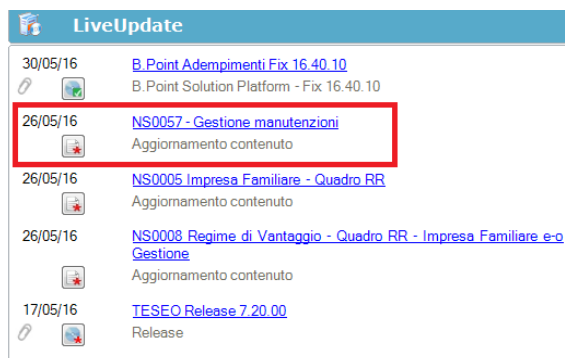 LiveUpdate
30/05/16 B.Point Adempimenti Fix 16.40.10
B.Point Solution Platform - Fix 16.40.10
26/05/16 NS0057 - Gestione manutenzioni
Aggiornamento contenuto
26/05/16 NS0005 Impresa Familiare - Quadro RR
Aggiornamento contenuto
26/05/16 NS0008 Regime di Vantaggio - Quadro RR - Impresa Familiare e-o
Gestione
Aggiornamento contenuto
17/05/16 TESEO Release 7.20.00
Release